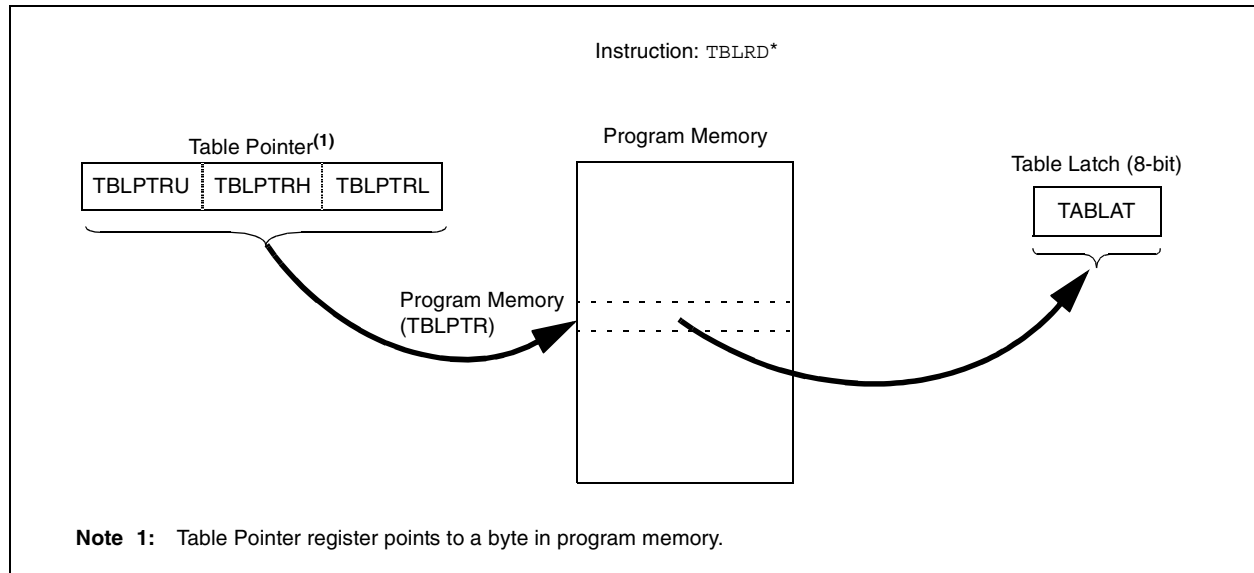 Instruction: TBLRD*
Table Pointer(1)
TBLPTRU TBLPTRH TBLPTRL
Program Memory
Table Latch (8-bit)
TABLAT
Program Memory
(TBLPTR)
Note 1: Table Pointer register points to a byte in program memory.